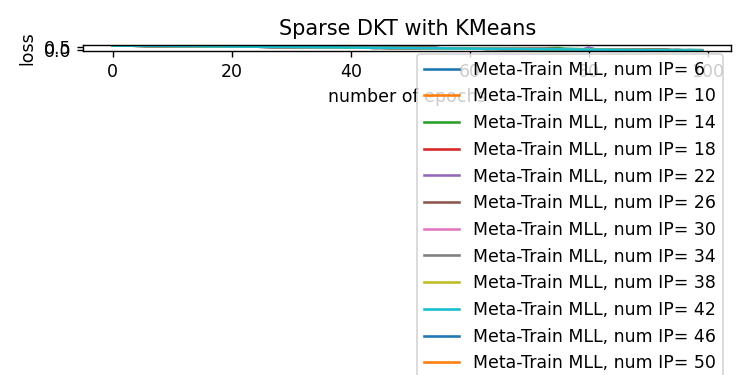 Sparse DKT with KMeans
loss
0.5
0.0
0 20 40 60 80 100
number of epochs
Meta-Train MLL, num IP= 6
Meta-Train MLL, num IP= 10
Meta-Train MLL, num IP= 14
Meta-Train MLL, num IP= 18
Meta-Train MLL, num IP= 22
Meta-Train MLL, num IP= 26
Meta-Train MLL, num IP= 30
Meta-Train MLL, num IP= 34
Meta-Train MLL, num IP= 38
Meta-Train MLL, num IP= 42
Meta-Train MLL, num IP= 46
Meta-Train MLL, num IP= 50